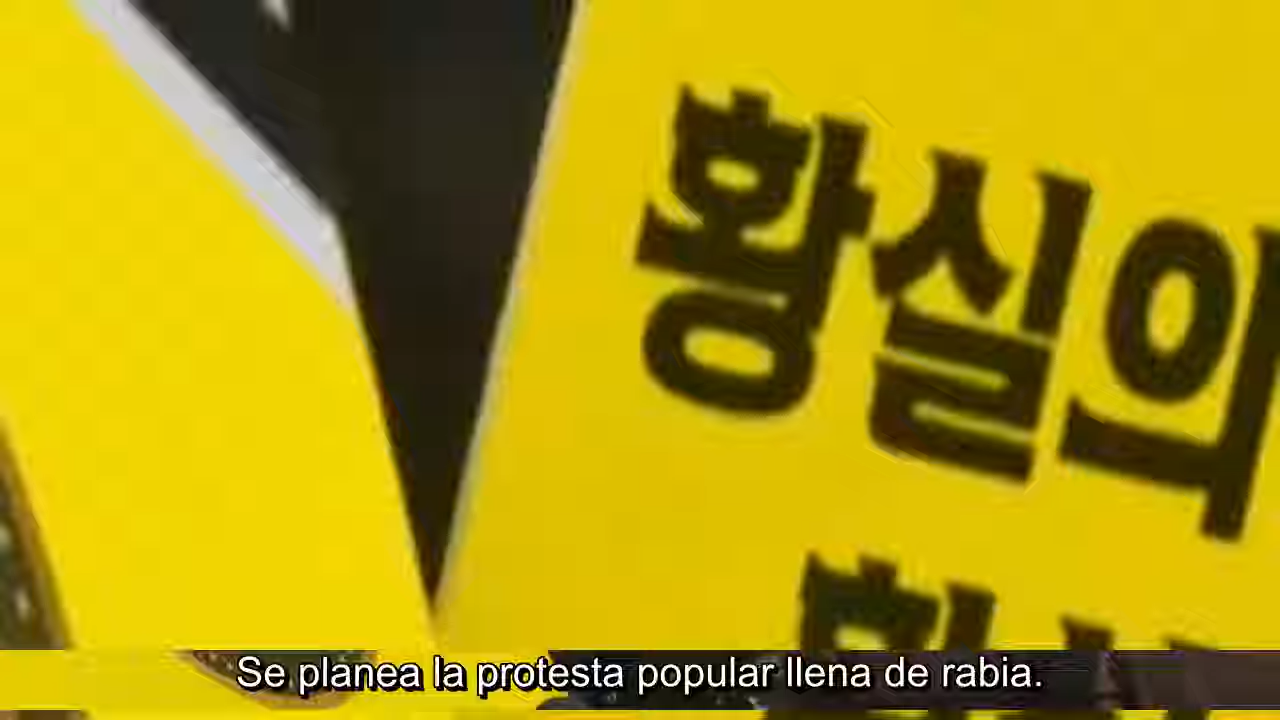 황실의
Se planea la protesta popular llena de rabia.